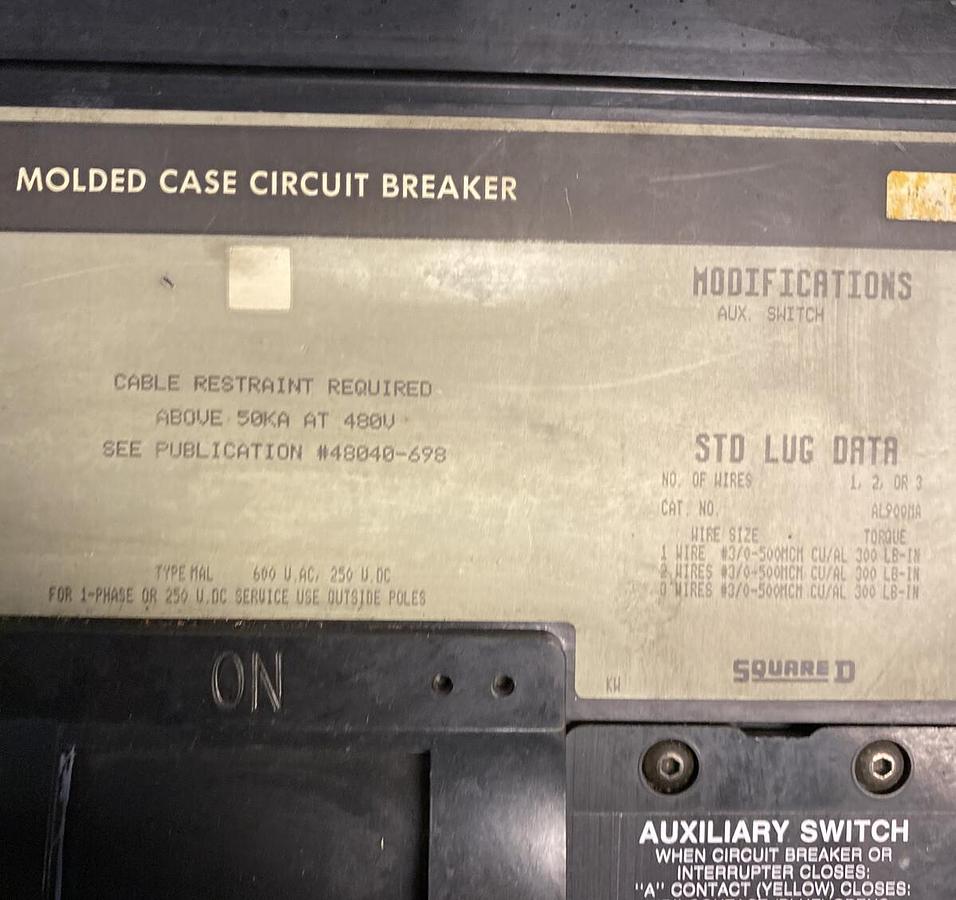 MOLDED CASE CIRCUIT BREAKER
MODIFICATIONS
AUX. SWITCH
CABLE RESTRAINT REQUIRED
ABOVE 50KA AT 480V
SEE PUBLICATION #48040-698
STD LUG DATA
NO. OF WIRES 1, 2, OR 3
CAT. NO. AL900MA
WIRE SIZE TORQUE
1 WIRE #3/0-500MCM CU/AL 300 LB-IN
2 WIRES #3/0-500MCM CU/AL 300 LB-IN
WIRES #3/0-500MCM CU/AL 300 LB-IN
TYPE MAL 600 V.AC, 250 V.DC
FOR 1-PHASE OR 250 V.DC SERVICE USE OUTSIDE POLES
KW
SQUARE D
ON
AUXILIARY SWITCH
WHEN CIRCUIT BREAKER OR
INTERRUPTER CLOSES:
"A" CONTACT (YELLOW) CLOSES: